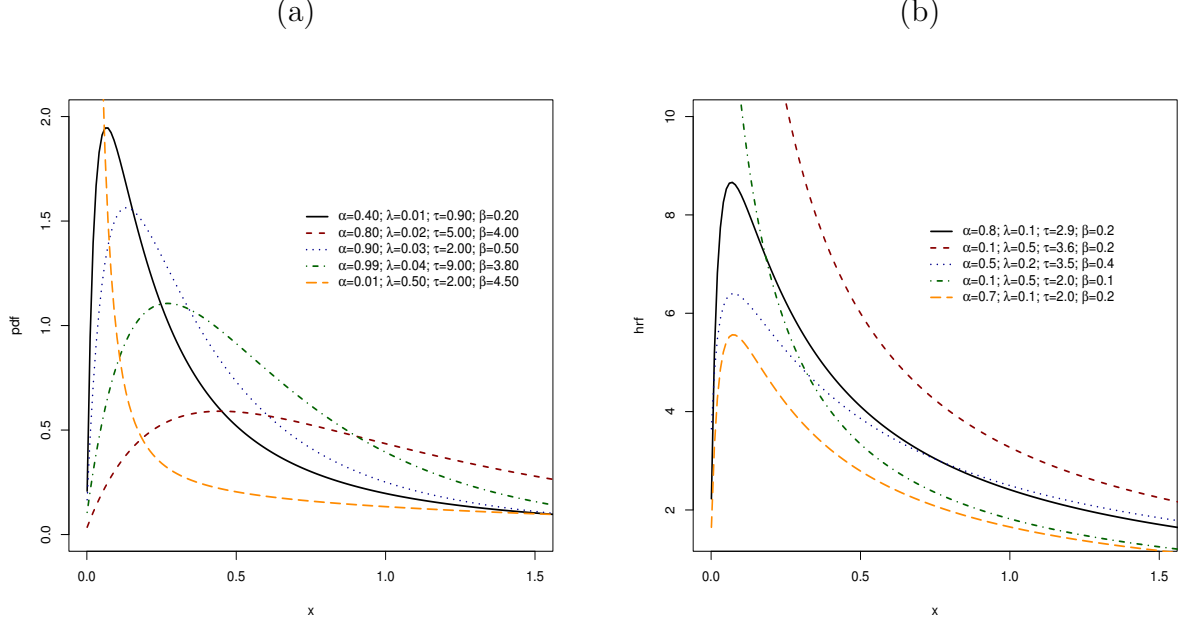 (a)
pdf
2.0
1.5
1.0
0.5
0.0
α=0.40; λ=0.01; τ=0.90; β=0.20
α=0.80; λ=0.02; τ=5.00; β=4.00
α=0.90; λ=0.03; τ=2.00; β=0.50
α=0.99; λ=0.04; τ=9.00; β=3.80
α=0.01; λ=0.50; τ=2.00; β=4.50
0.0 0.5 1.0 1.5
x
(b)
hrf
10
8
6
4
2
α=0.8; λ=0.1; τ=2.9; β=0.2
α=0.1; λ=0.5; τ=3.6; β=0.2
α=0.5; λ=0.2; τ=3.5; β=0.4
α=0.1; λ=0.5; τ=2.0; β=0.1
α=0.7; λ=0.1; τ=2.0; β=0.2
0.0 0.5 1.0 1.5
x